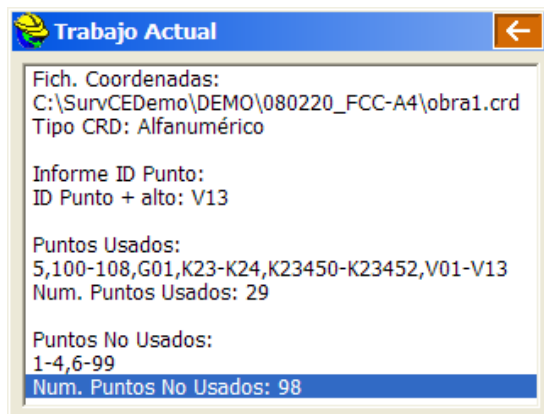 Trabajo Actual
Fich. Coordenadas:
C:\SurvCEDemo\DEMO\080220_FCC-A4\obra1.crd
Tipo CRD: Alfanumérico
Informe ID Punto:
ID Punto + alto: V13
Puntos Usados:
5,100-108,G01,K23-K24,K23450-K23452,V01-V13
Num. Puntos Usados: 29
Puntos No Usados:
1-4,6-99
Num. Puntos No Usados: 98